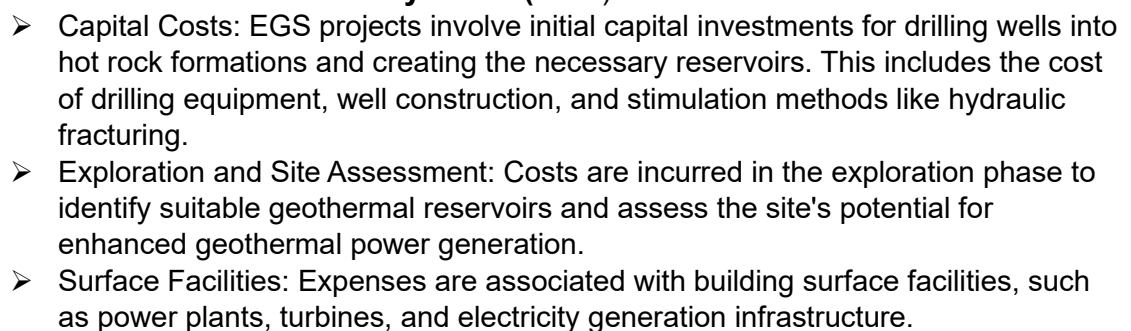 ➢ Capital Costs: EGS projects involve initial capital investments for drilling wells into
hot rock formations and creating the necessary reservoirs. This includes the cost
of drilling equipment, well construction, and stimulation methods like hydraulic
fracturing.
➢ Exploration and Site Assessment: Costs are incurred in the exploration phase to
identify suitable geothermal reservoirs and assess the site's potential for
enhanced geothermal power generation.
➢ Surface Facilities: Expenses are associated with building surface facilities, such
as power plants, turbines, and electricity generation infrastructure.